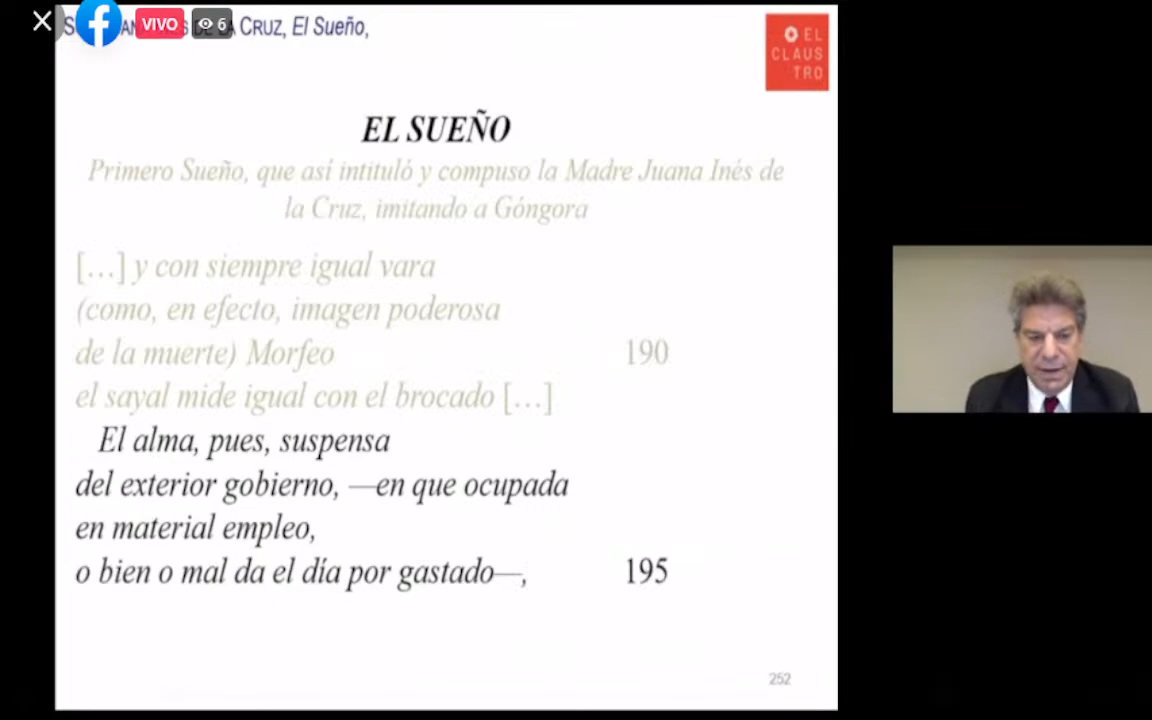 VIVO 6
CRUZ, El Sueño,
EL
CLAUS
TRO
EL SUEÑO
Primero Sueño, que así intituló y compuso la Madre Juana Inés de
la Cruz, imitando a Góngora
[…] y con siempre igual vara
(como, en efecto, imagen poderosa
de la muerte) Morfeo 190
el sayal mide igual con el brocado […]
El alma, pues, suspensa
del exterior gobierno, —en que ocupada
en material empleo,
o bien o mal da el día por gastado—, 195
252